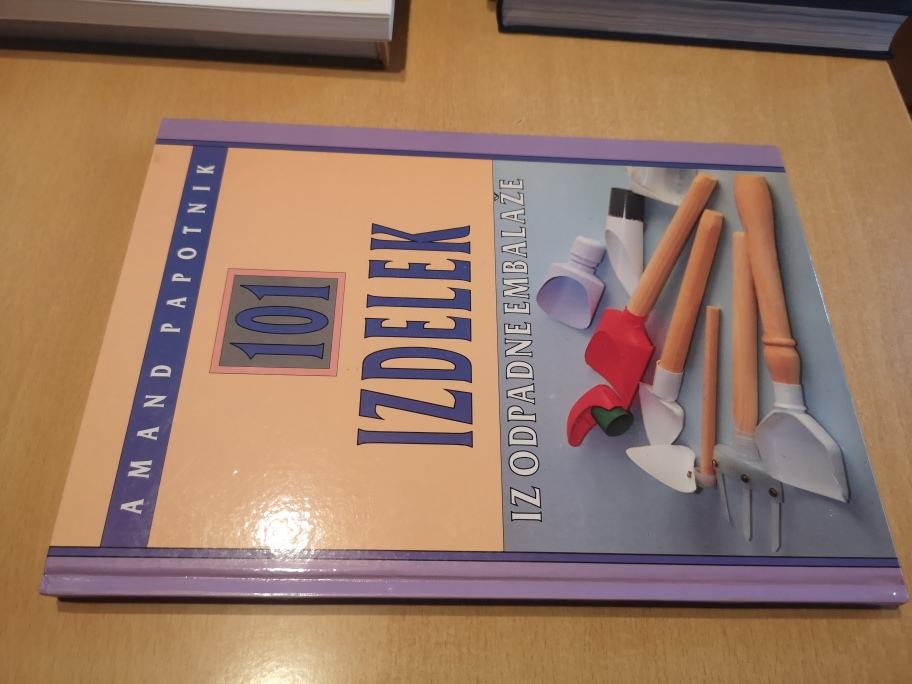 AMAND PAPOTNIK
101
IZDELEK
IZ ODPADNE EMBALAŽE